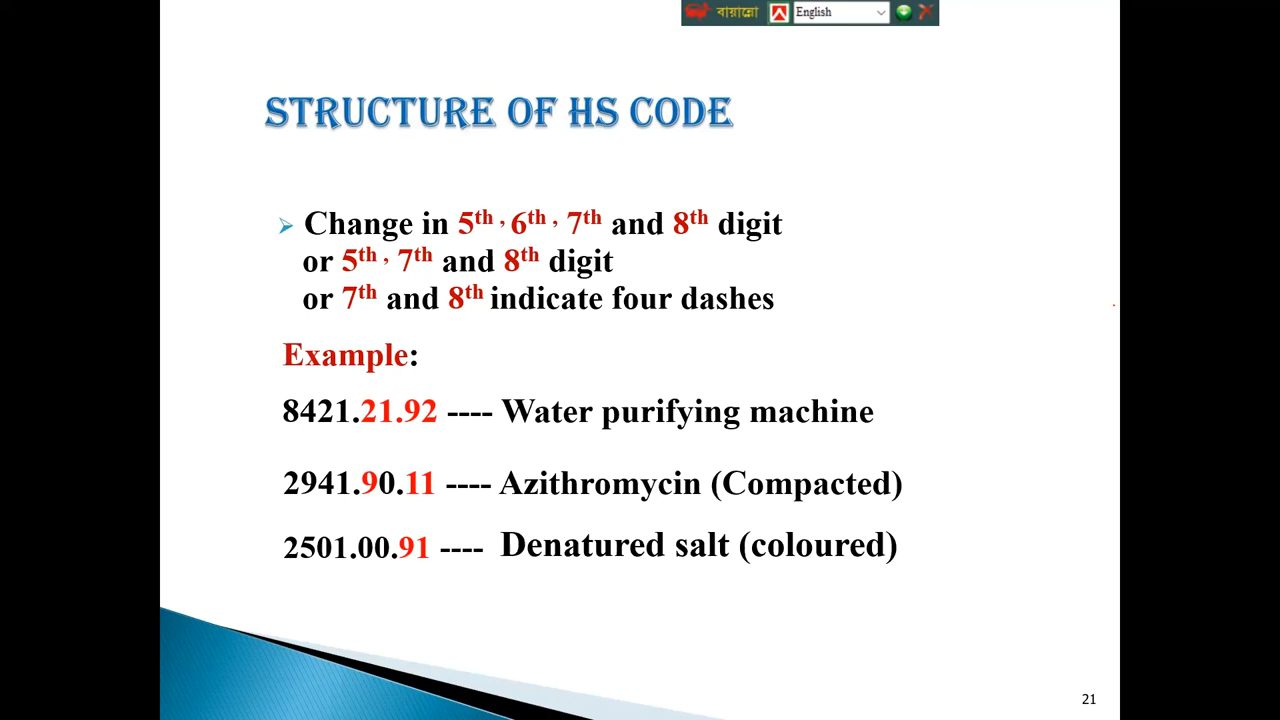 বায়ান্নো English
STRUCTURE OF HS CODE
Change in 5th , 6th , 7th and 8th digit
or 5th , 7th and 8th digit
or 7th and 8th indicate four dashes
Example:
8421.21.92 ---- Water purifying machine
2941.90.11 ---- Azithromycin (Compacted)
2501.00.91 ---- Denatured salt (coloured)
21